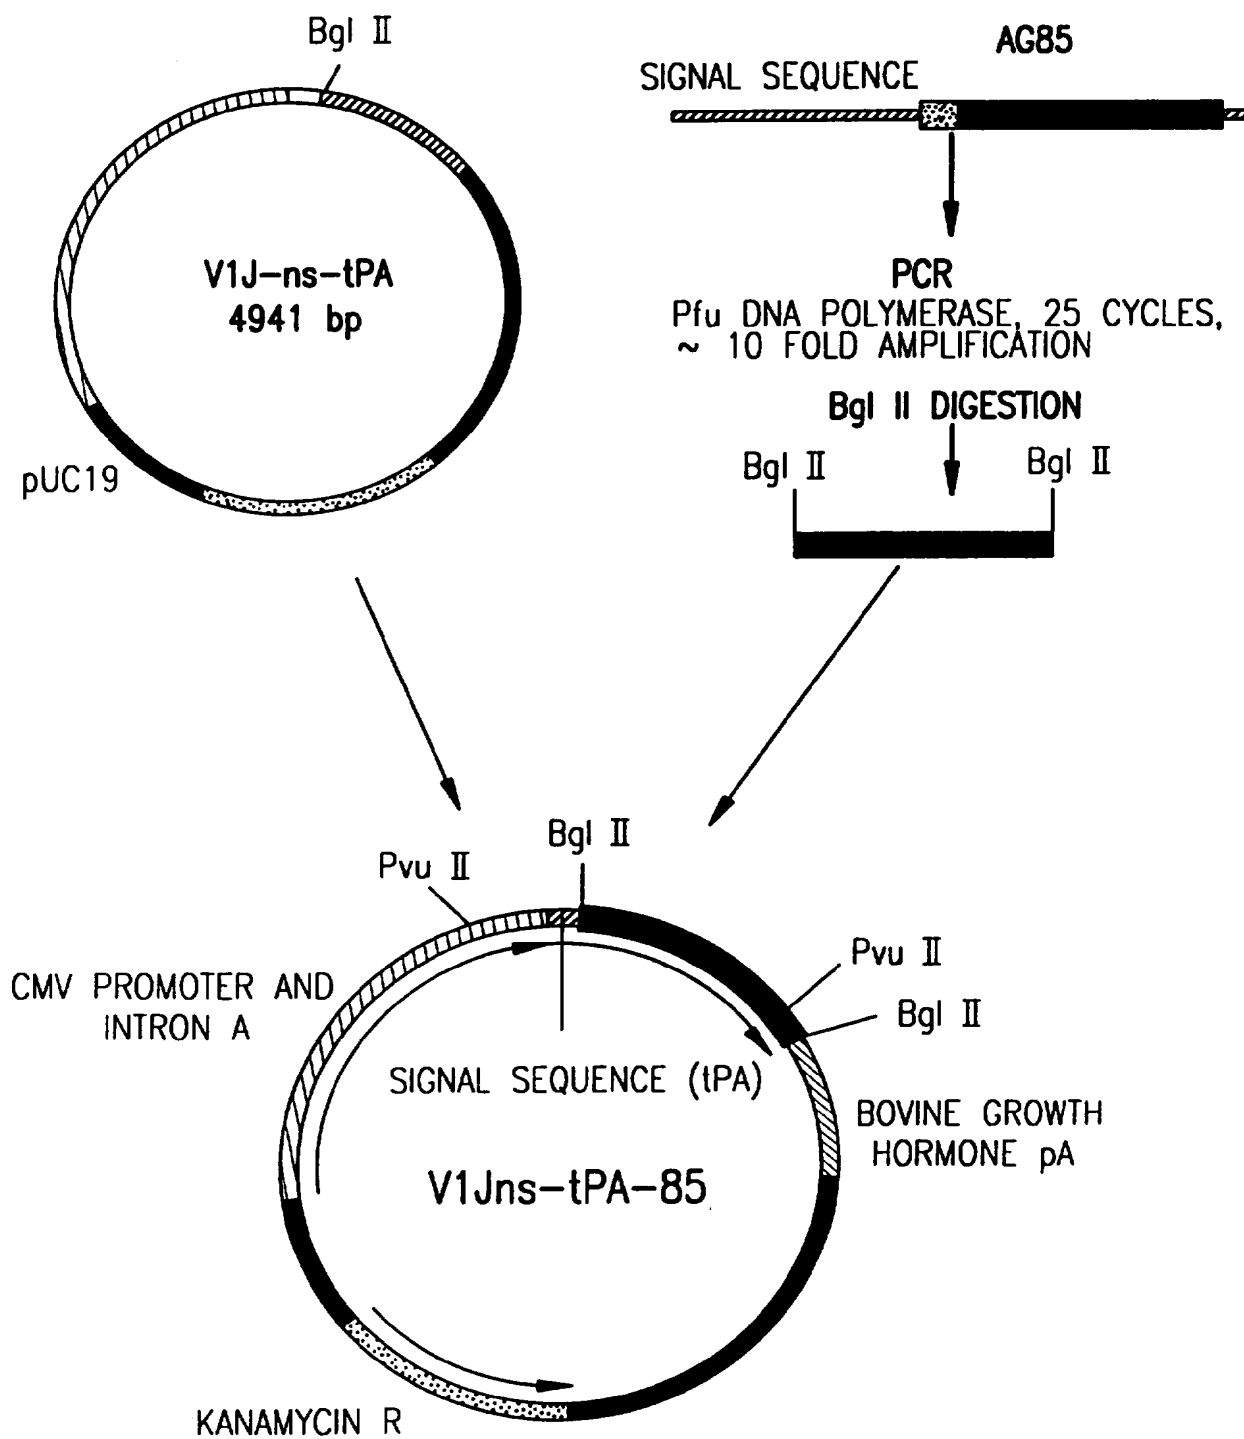 Bgl II
V1J-ns-tPA
4941 bp
pUC19
AG85
SIGNAL SEQUENCE
PCR
Pfu DNA POLYMERASE, 25 CYCLES,
~ 10 FOLD AMPLIFICATION
Bgl II DIGESTION
Bgl II
Bgl II
Bgl II
Pvu II
Pvu II
Bgl II
CMV PROMOTER AND
INTRON A
SIGNAL SEQUENCE (tPA)
BOVINE GROWTH
HORMONE pA
V1Jns-tPA-85
KANAMYCIN R